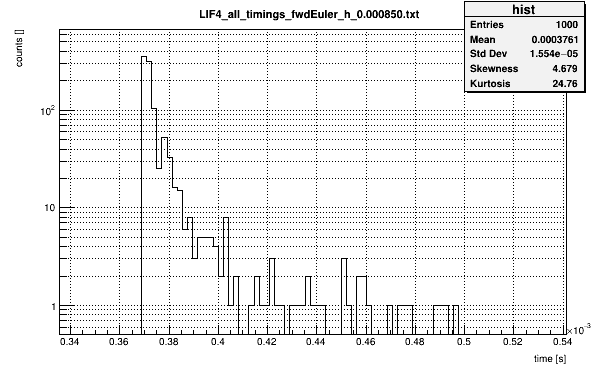 LIF4_all_timings_fwdEuler_h_0.000850.txt
hist
Entries 1000
Mean 0.0003761
Std Dev 1.554e−05
Skewness 4.679
Kurtosis 24.76
counts []
10²
10
1
0.34 0.36 0.38 0.4 0.42 0.44 0.46 0.48 0.5 0.52 0.54
×10⁻³
time [s]